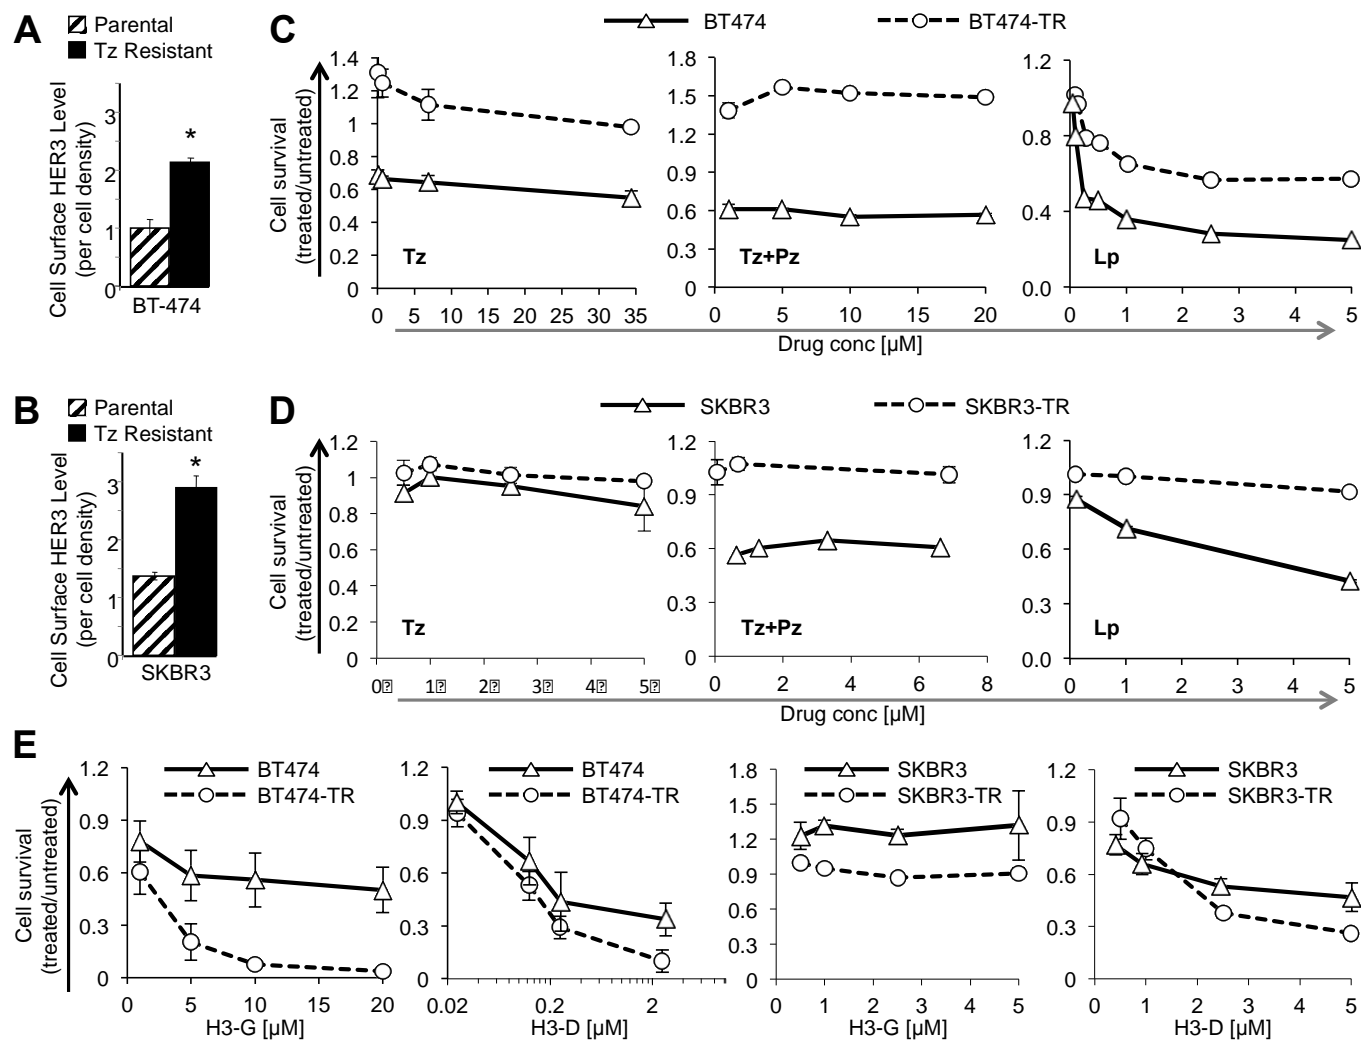 A
Parental
Tz Resistant
Cell Surface HER3 Level
(per cell density)
3
2
1
0
*
BT-474
C
BT474
BT474-TR
Cell survival
(treated/untreated)
1.4
1.2
1
0.8
0.6
0.4
0.2
0
Tz
0 5 10 15 20 25 30 35
1.8
1.5
1.2
0.9
0.6
0.3
0
Tz+Pz
0 5 10 15 20
1.2
0.8
0.4
0.0
Lp
0 1 2 3 4 5
Drug conc [µM]
B
Parental
Tz Resistant
Cell Surface HER3 Level
(per cell density)
3
2
1
0
*
SKBR3
D
SKBR3
SKBR3-TR
Cell survival
(treated/untreated)
1.2
1
0.8
0.6
0.4
0.2
0
Tz
0 1 2 3 4 5
1.2
0.9
0.6
0.3
0
Tz+Pz
0 2 4 6 8
1.2
0.9
0.6
0.3
0.0
Lp
0 1 2 3 4 5
Drug conc [µM]
E
Cell survival
(treated/untreated)
BT474
BT474-TR
1.2
0.9
0.6
0.3
0
0 5 10 15 20
H3-G [µM]
BT474
BT474-TR
1.2
0.9
0.6
0.3
0
0.02 0.2 2
H3-D [µM]
SKBR3
SKBR3-TR
1.8
1.5
1.2
0.9
0.6
0.3
0
0 1 2 3 4 5
H3-G [µM]
SKBR3
SKBR3-TR
1.2
0.9
0.6
0.3
0
0 1 2 3 4 5
H3-D [µM]